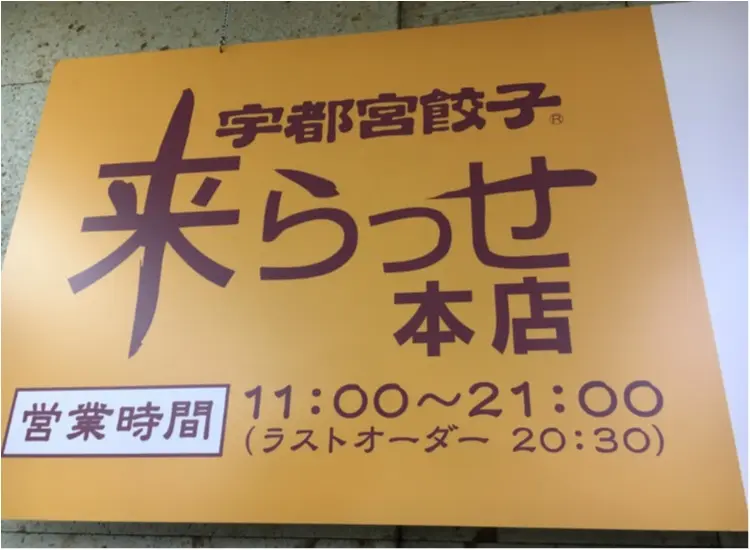 宇都宮餃子®
来らっせ
本店
営業時間
11:00～21:00
(ラストオーダー 20:30)